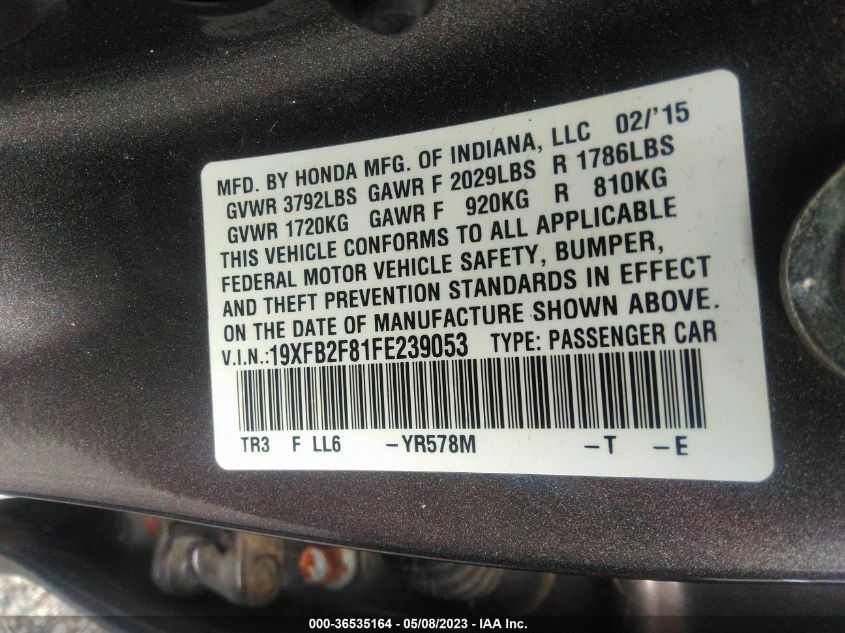 MFD. BY HONDA MFG. OF INDIANA, LLC 02/'15
GVWR 3792LBS GAWR F 2029LBS R 1786LBS
GVWR 1720KG GAWR F 920KG R 810KG
THIS VEHICLE CONFORMS TO ALL APPLICABLE
FEDERAL MOTOR VEHICLE SAFETY, BUMPER,
AND THEFT PREVENTION STANDARDS IN EFFECT
ON THE DATE OF MANUFACTURE SHOWN ABOVE.
V.I.N.:19XFB2F81FE239053 TYPE: PASSENGER CAR
TR3 F LL6 -YR578M -T -E
000-36535164 - 05/08/2023 - IAA Inc.